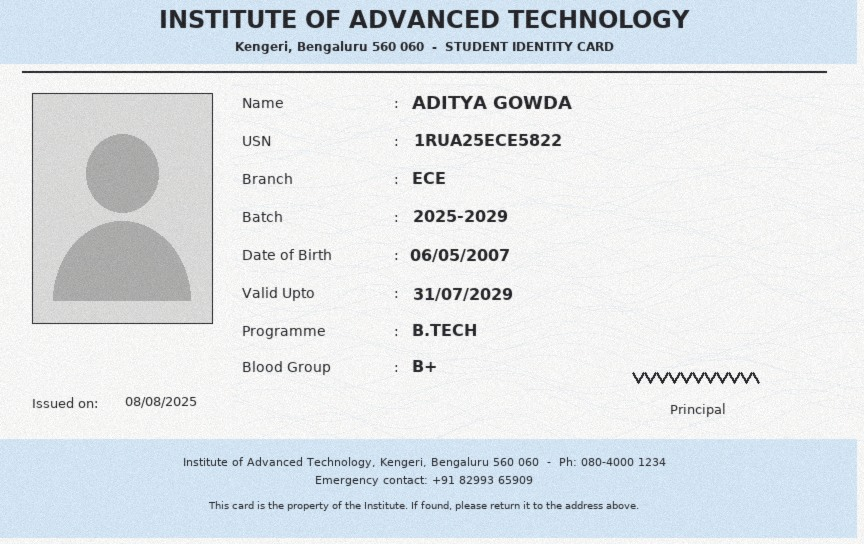 INSTITUTE OF ADVANCED TECHNOLOGY
Kengeri, Bengaluru 560 060 - STUDENT IDENTITY CARD
Name : ADITYA GOWDA
USN : 1RUA25ECE5822
Branch : ECE
Batch : 2025-2029
Date of Birth : 06/05/2007
Valid Upto : 31/07/2029
Programme : B.TECH
Blood Group : B+
Issued on: 08/08/2025
Principal
Institute of Advanced Technology, Kengeri, Bengaluru 560 060 - Ph: 080-4000 1234
Emergency contact: +91 82993 65909
This card is the property of the Institute. If found, please return it to the address above.